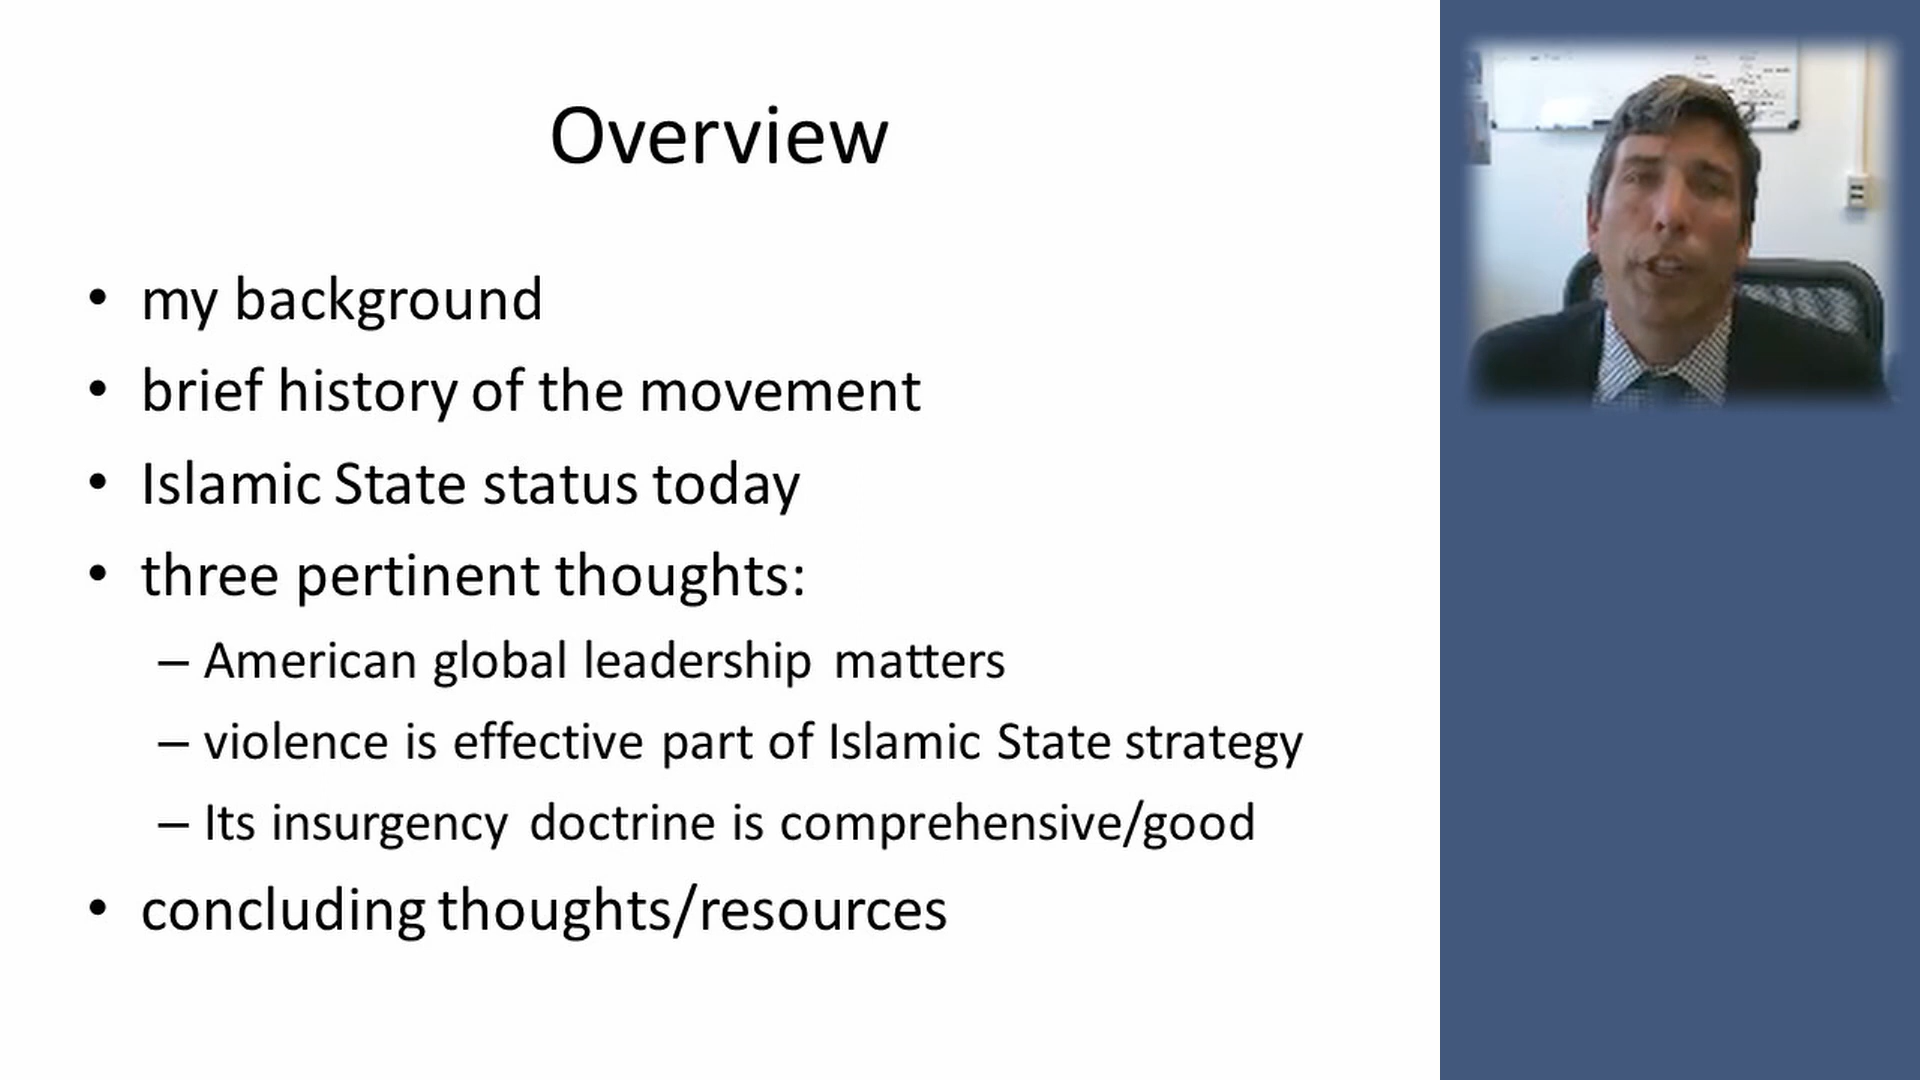 Overview
• my background
• brief history of the movement
• Islamic State status today
• three pertinent thoughts:
– American global leadership matters
– violence is effective part of Islamic State strategy
– Its insurgency doctrine is comprehensive/good
• concluding thoughts/resources